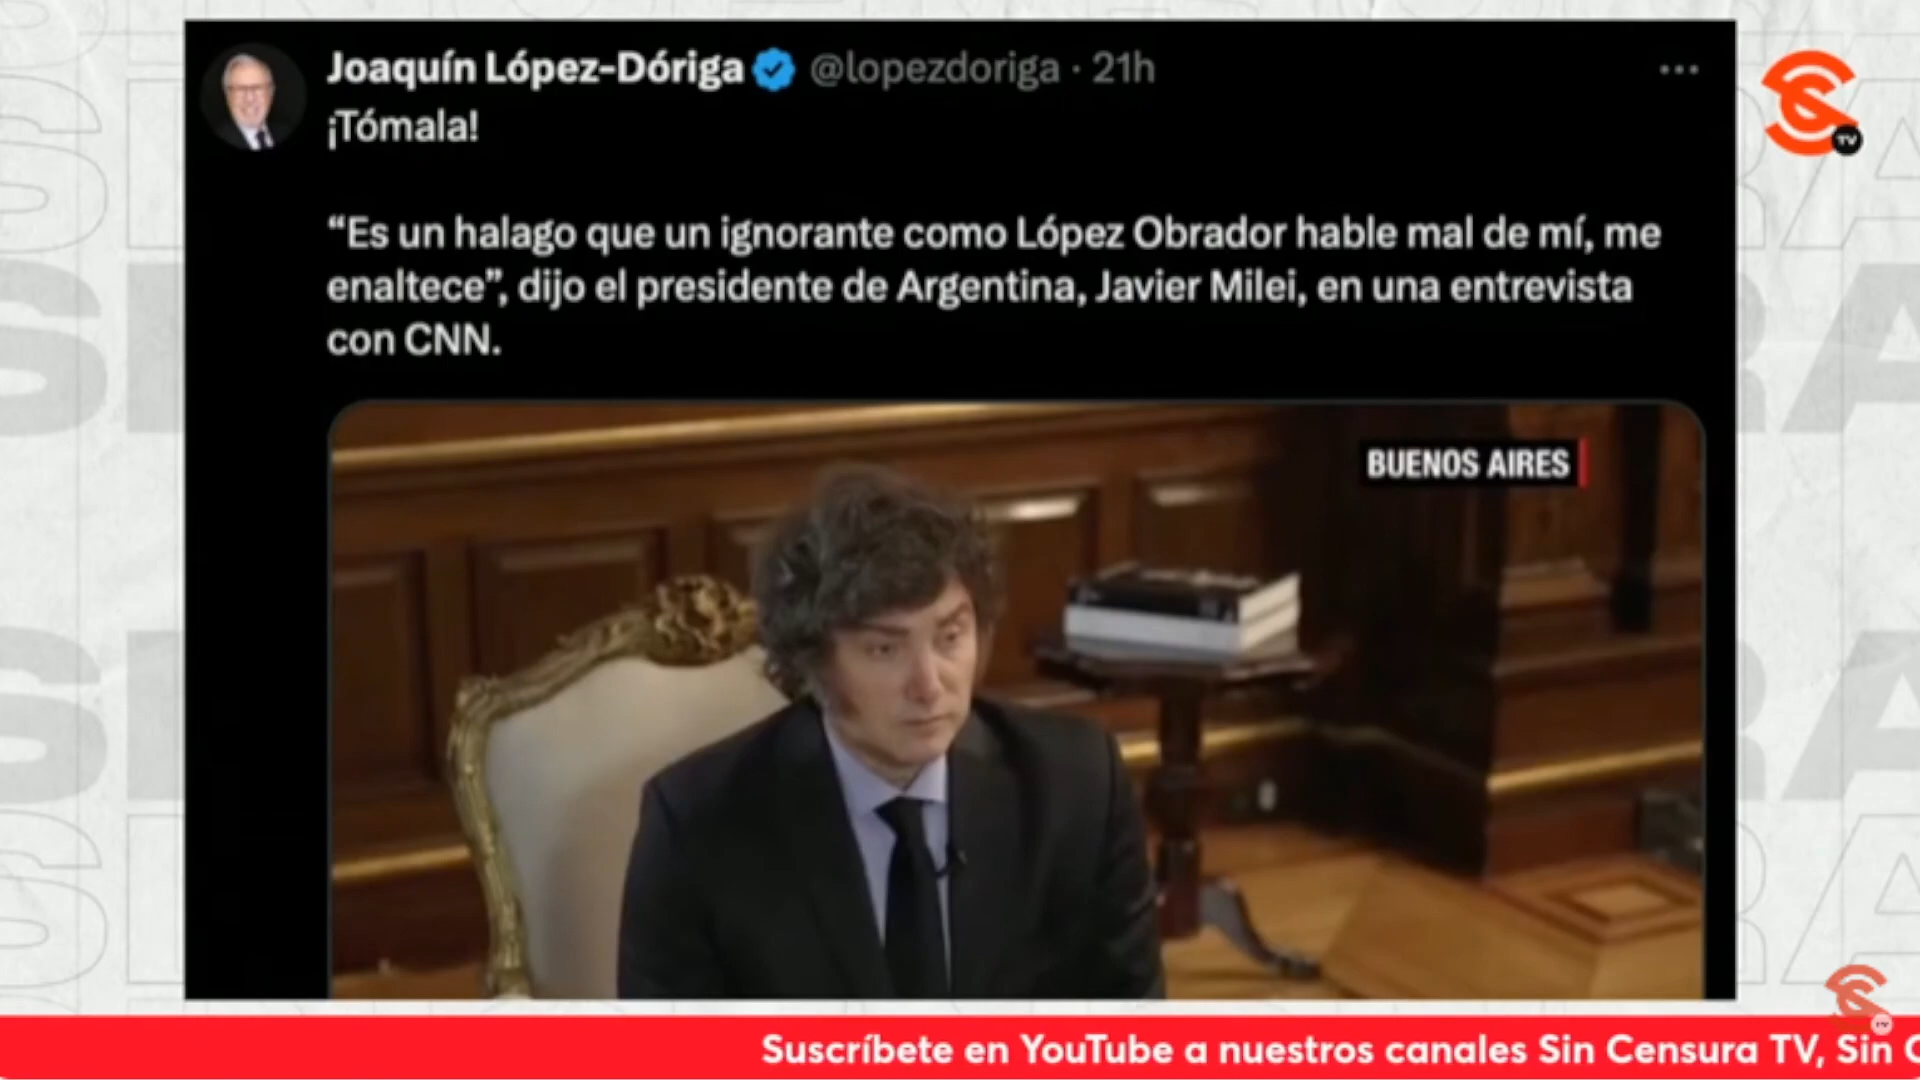 Joaquín López-Dóriga @lopezdoriga · 21h
¡Tómala!
“Es un halago que un ignorante como López Obrador hable mal de mí, me
enaltece”, dijo el presidente de Argentina, Javier Milei, en una entrevista
con CNN.
BUENOS AIRES
TV
TV
Suscríbete en YouTube a nuestros canales Sin Censura TV, Sin